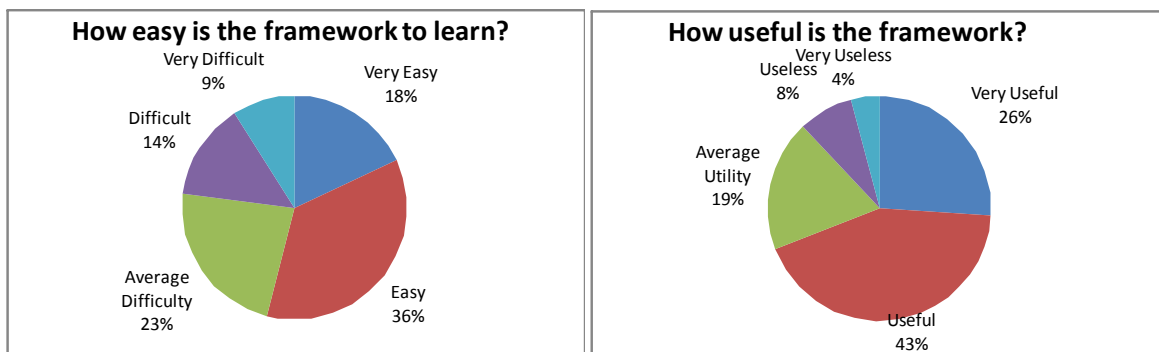 How easy is the framework to learn?
Very Difficult
9%
Very Easy
18%
Difficult
14%
Average
Difficulty
23%
Easy
36%
How useful is the framework?
Very Useless
4%
Useless
8%
Very Useful
26%
Average
Utility
19%
Useful
43%